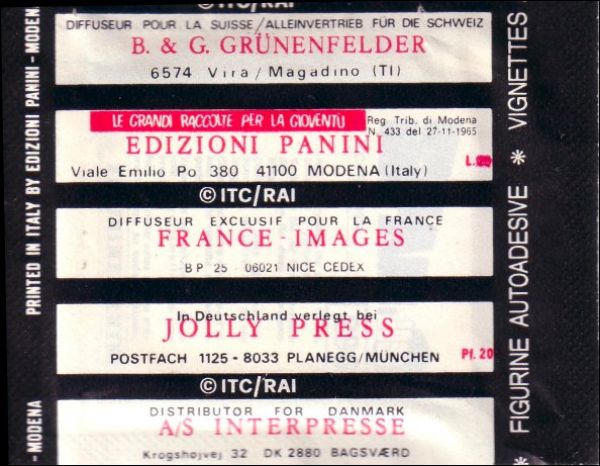 © ITC/RAI
DIFFUSEUR POUR LA SUISSE/ALLEINVERTRIEB FÜR DIE SCHWEIZ
B. & G. GRÜNENFELDER
6574 Vira/Magadino (TI)
LE GRANDI RACCOLTE PER LA GIOVENTÙ
Reg. Trib. di Modena
N. 433 del 27-11-1965
EDIZIONI PANINI
Viale Emilio Po 380 41100 MODENA (Italy)
L.
© ITC/RAI
DIFFUSEUR EXCLUSIF POUR LA FRANCE
FRANCE-IMAGES
BP 25 - 06021 NICE CEDEX
In Deutschland verlegt bei
JOLLY PRESS
POSTFACH 1125 - 8033 PLANEGG/MÜNCHEN
Pf. 20
© ITC/RAI
DISTRIBUTOR FOR DANMARK
A/S INTERPRESSE
Krogshøjvej 32 DK 2880 BAGSVÆRD
PRINTED IN ITALY BY EDIZIONI PANINI - MODENA
- MODENA
* FIGURINE AUTOADESIVE * VIGNETTES